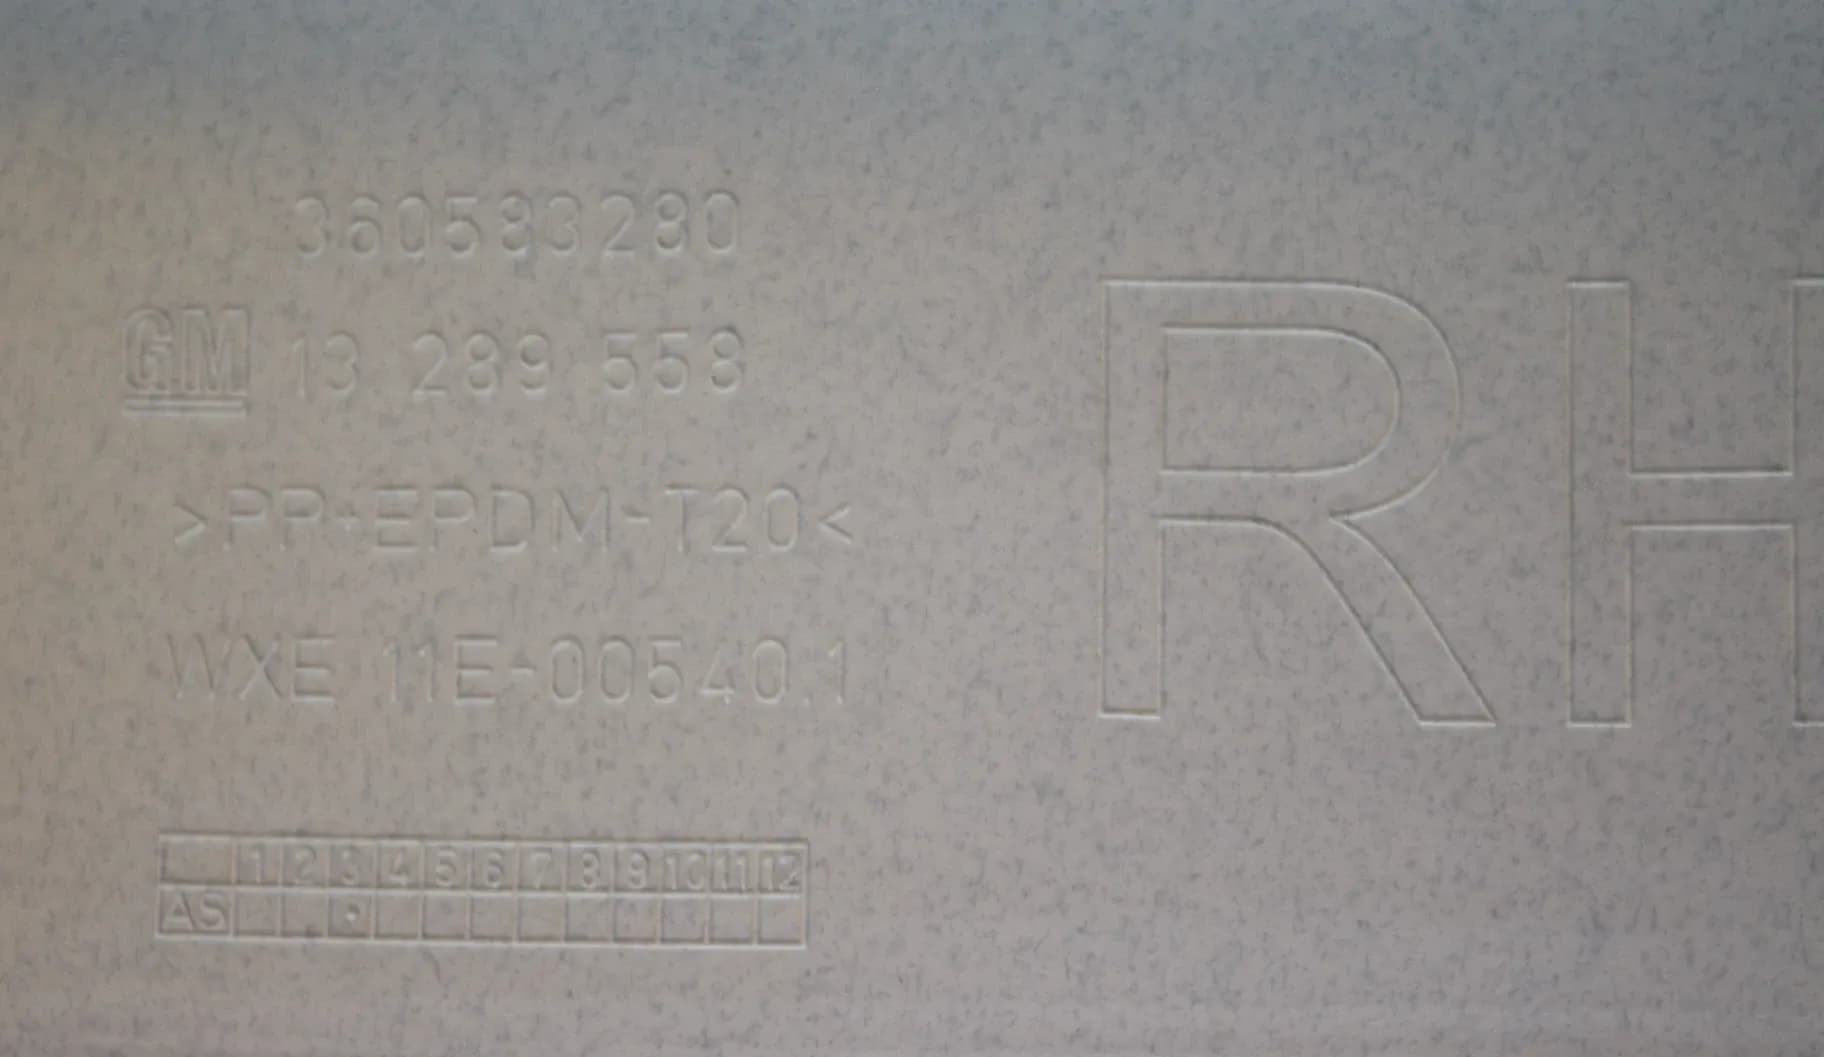 360583280
GM 13 289 558
>PP+EPDM-T20<
WXE 11E-00540.1
RH
1 2 3 4 5 6 7 8 9 10 11 12
AS